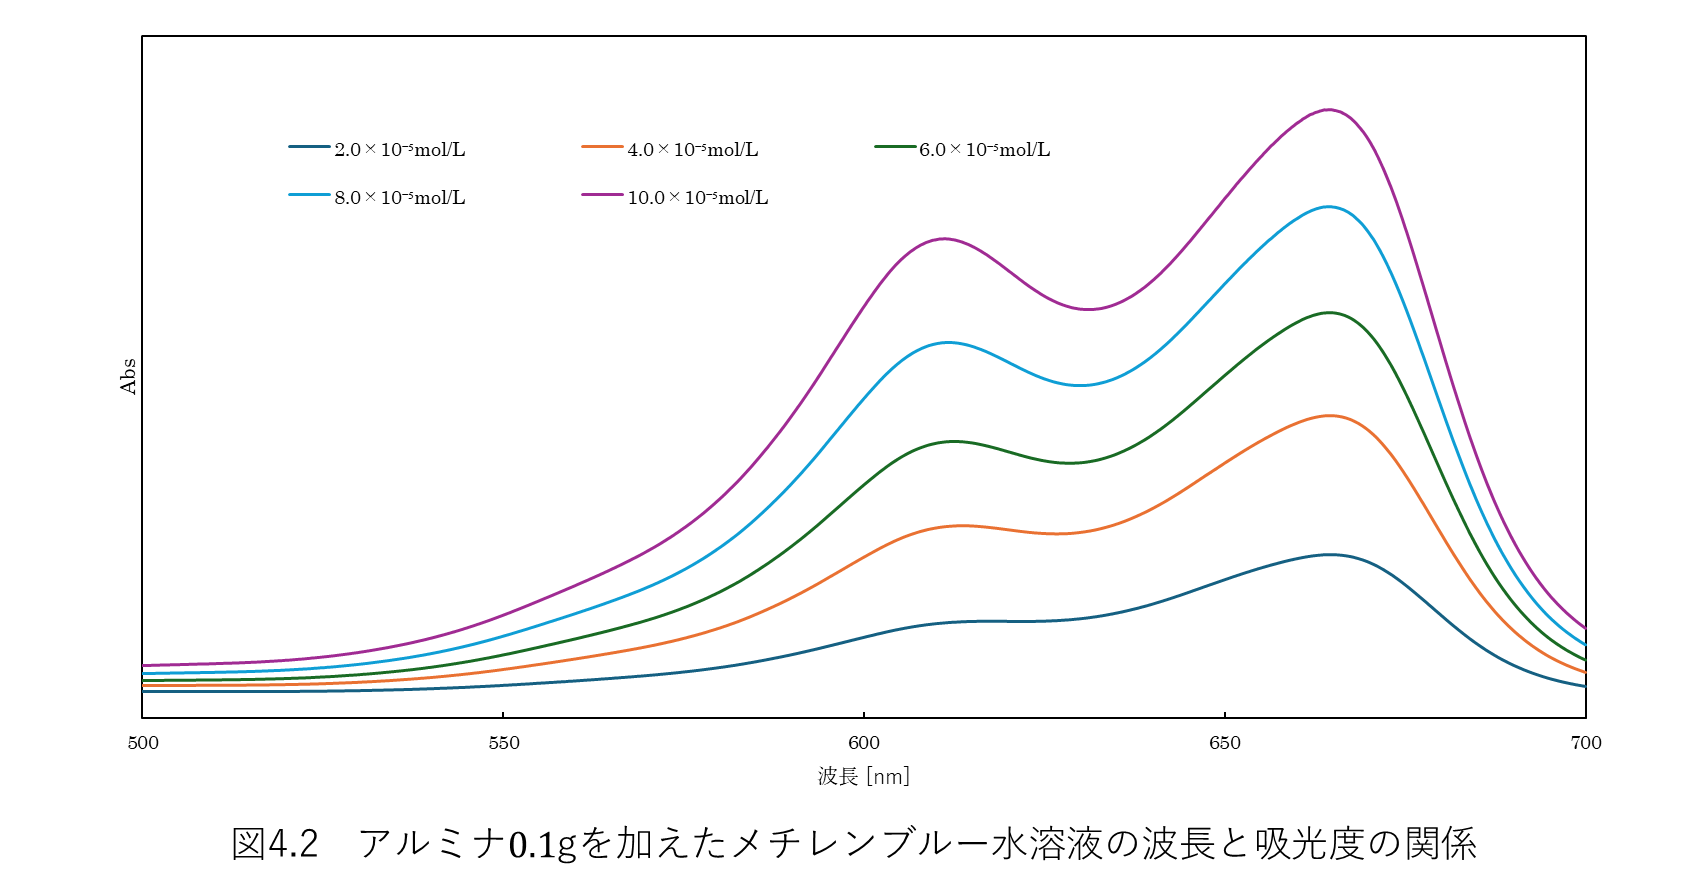 2.0×10⁻⁵mol/L 4.0×10⁻⁵mol/L 6.0×10⁻⁵mol/L
8.0×10⁻⁵mol/L 10.0×10⁻⁵mol/L
Abs
500 550 600 650 700
波長 [nm]
図4.2　アルミナ0.1gを加えたメチレンブルー水溶液の波長と吸光度の関係